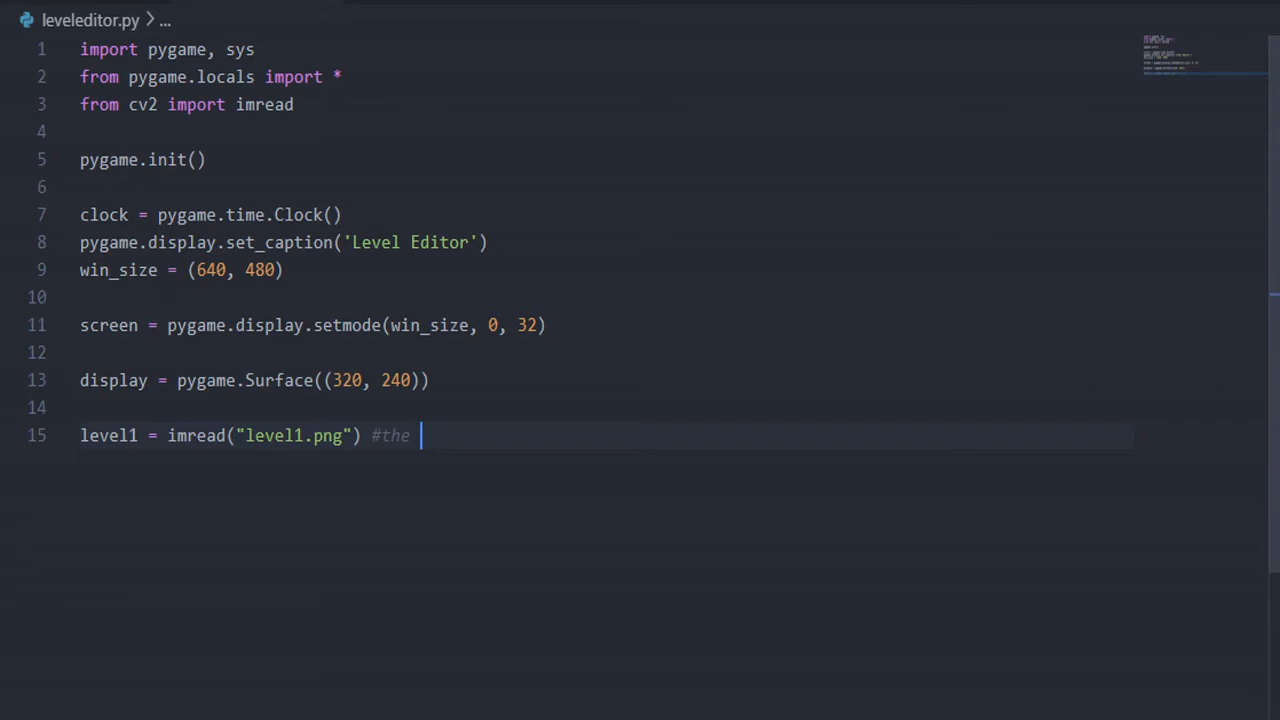 leveleditor.py > ...
1 import pygame, sys
2 from pygame.locals import *
3 from cv2 import imread
4
5 pygame.init()
6
7 clock = pygame.time.Clock()
8 pygame.display.set_caption('Level Editor')
9 win_size = (640, 480)
10
11 screen = pygame.display.setmode(win_size, 0, 32)
12
13 display = pygame.Surface((320, 240))
14
15 level1 = imread("level1.png") #the